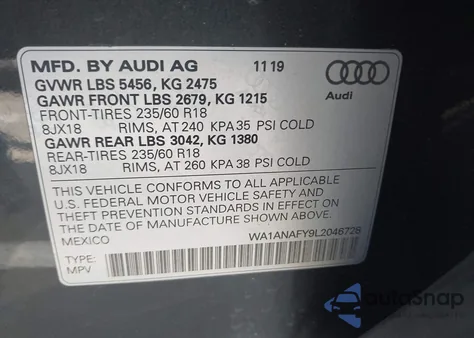 MFD. BY AUDI AG 11 19
GVWR LBS 5456, KG 2475
GAWR FRONT LBS 2679, KG 1215
FRONT-TIRES 235/60 R18
8JX18 RIMS, AT 240 KPA 35 PSI COLD
GAWR REAR LBS 3042, KG 1380
REAR-TIRES 235/60 R18
8JX18 RIMS, AT 260 KPA 38 PSI COLD
Audi
THIS VEHICLE CONFORMS TO ALL APPLICABLE
U.S. FEDERAL MOTOR VEHICLE SAFETY AND
THEFT PREVENTION STANDARDS IN EFFECT ON
THE DATE OF MANUFACTURE SHOWN ABOVE.
MEXICO WA1ANAFY9L2046728
TYPE:
MPV
autoSnap